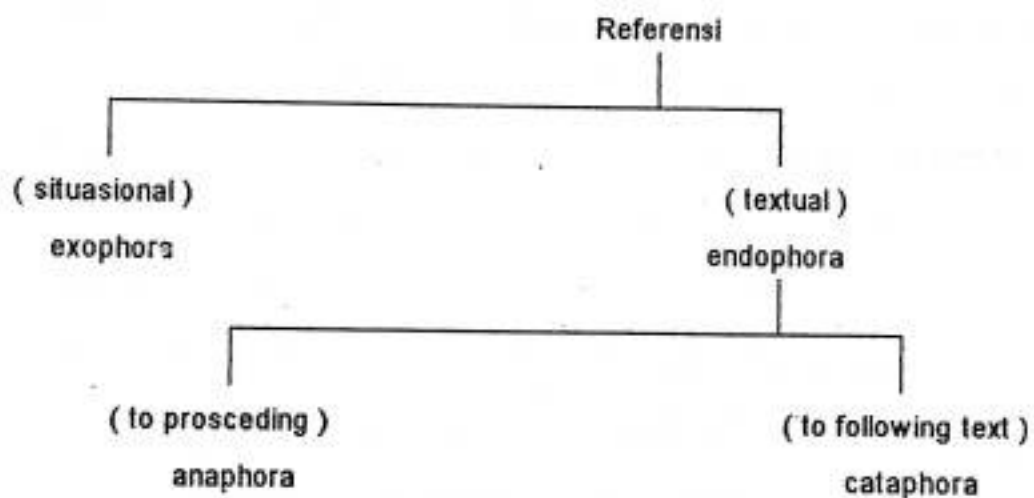 Referensi
( situasional )
exophora
( textual )
endophora
( to prosceding )
anaphora
( to following text )
cataphora